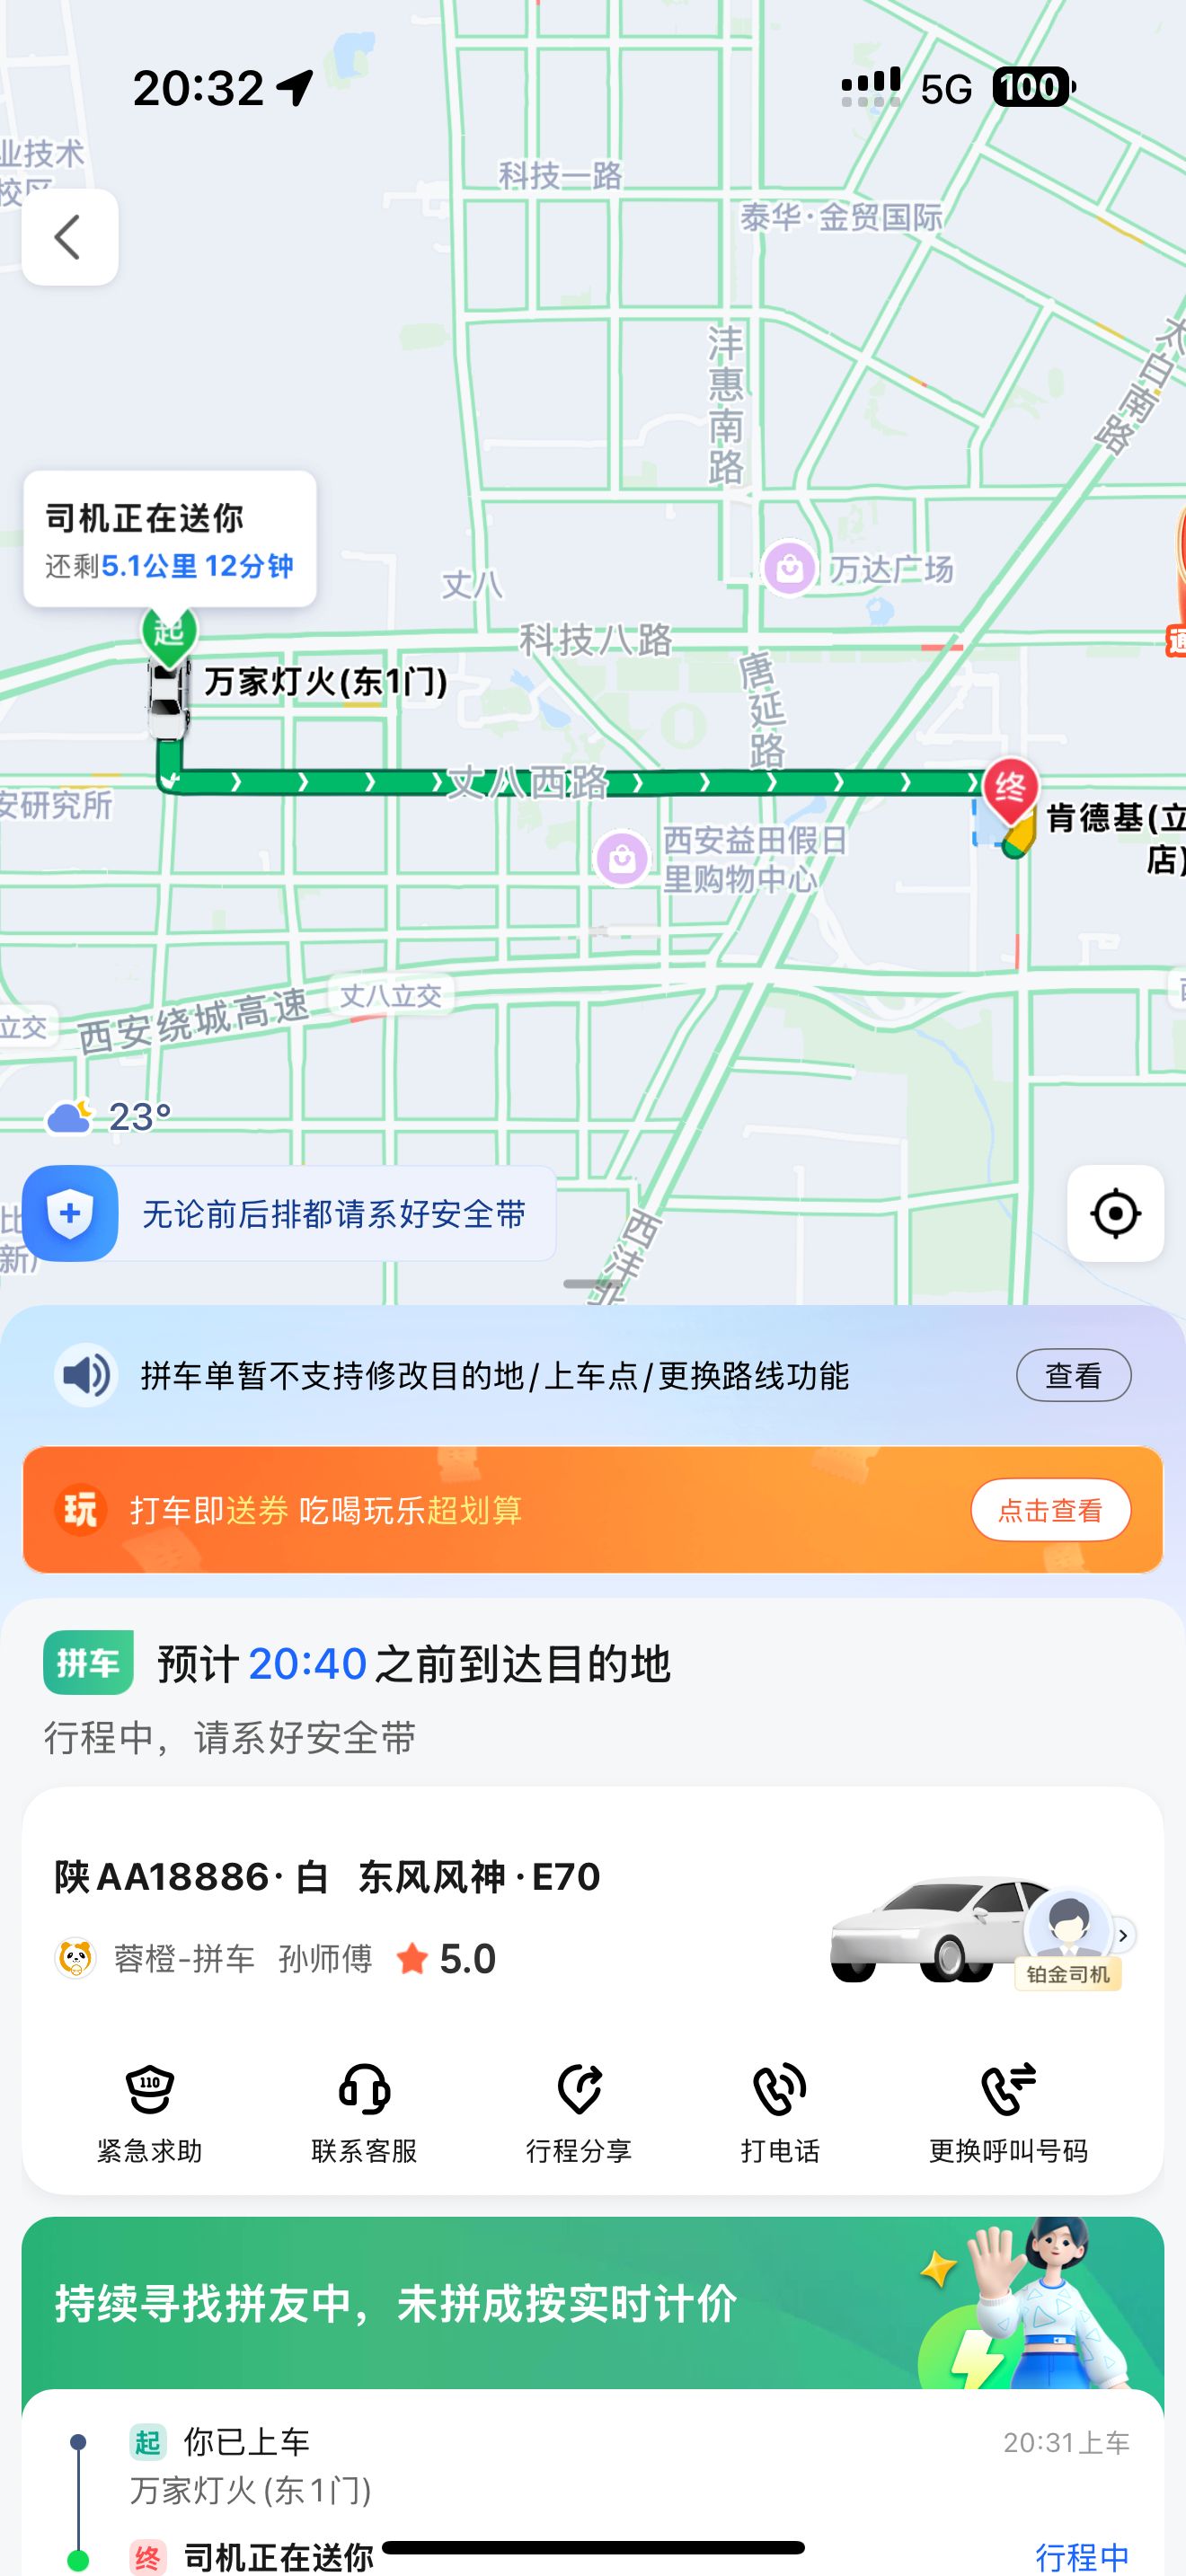 20:32
5G
100
业技术
校区
科技一路
泰华·金贸国际
沣惠南路
太白南路
司机正在送你
还剩5.1公里 12分钟
丈八
万达广场
科技八路
起
万家灯火(东1门)
唐延路
丈八西路
终
安研究所
肯德基(立
店)
西安益田假日
里购物中心
丈八立交
西安绕城高速
立交
23°
无论前后排都请系好安全带
西沣
拼车单暂不支持修改目的地/上车点/更换路线功能
查看
玩
打车即送券 吃喝玩乐超划算
点击查看
拼车
预计20:40之前到达目的地
行程中，请系好安全带
陕AA18886·白 东风风神·E70
蓉橙-拼车 孙师傅 5.0
铂金司机
110
紧急求助
联系客服
行程分享
打电话
更换呼叫号码
持续寻找拼友中，未拼成按实时计价
起 你已上车
20:31上车
万家灯火(东1门)
终 司机正在送你
行程中